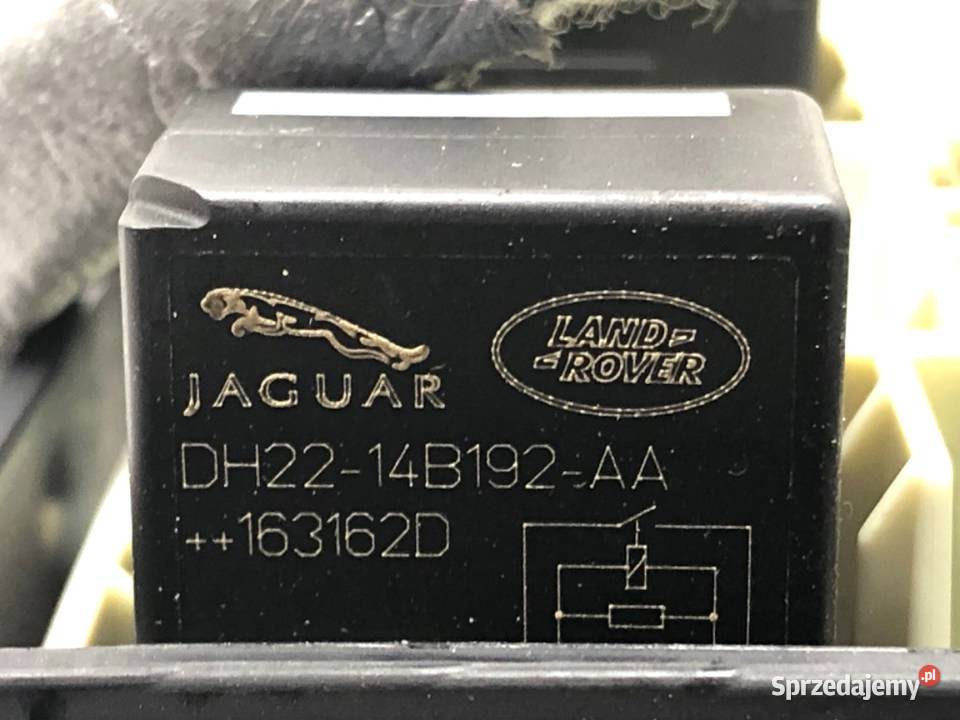 JAGUAR
LAND-
-ROVER
DH22-14B192-AA
++163162D
Sprzedajemy.pl